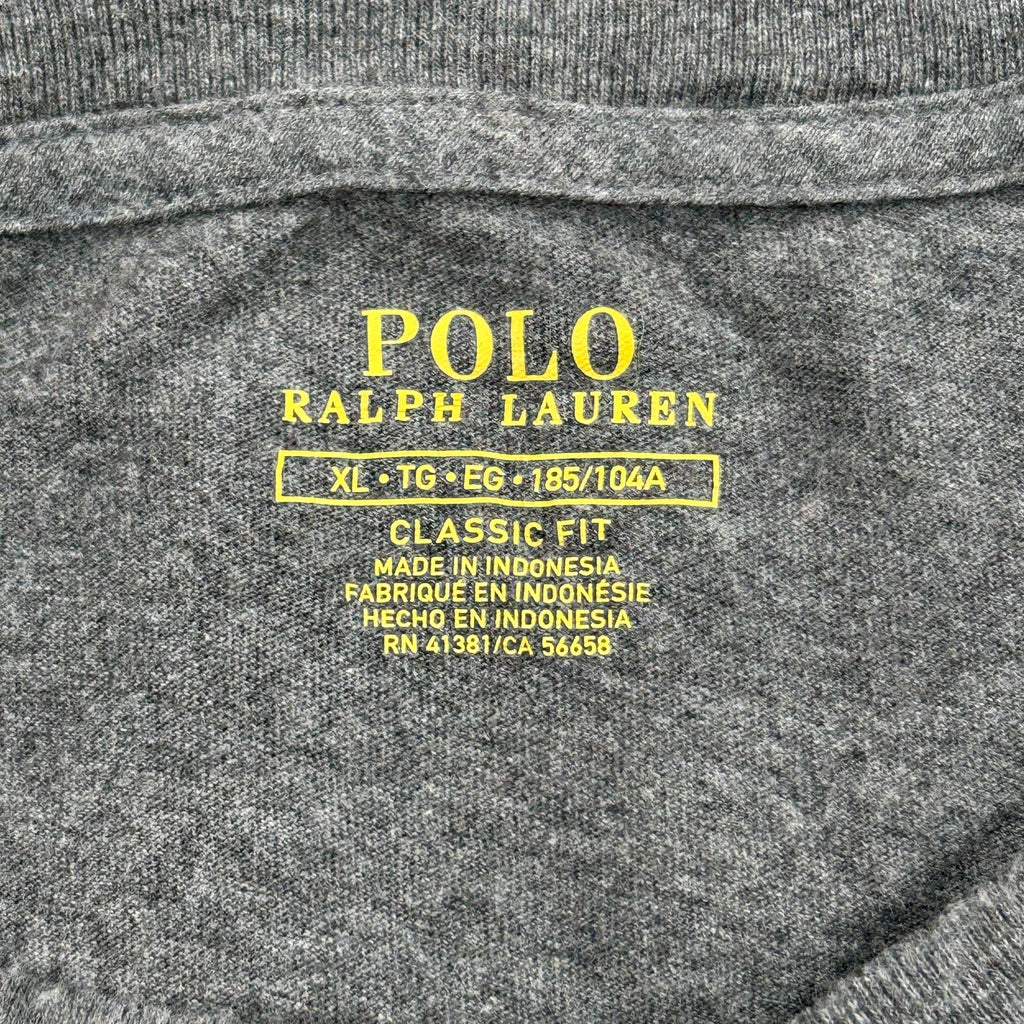 POLO
RALPH LAUREN
XL • TG • EG • 185/104A
CLASSIC FIT
MADE IN INDONESIA
FABRIQUÉ EN INDONÉSIE
HECHO EN INDONESIA
RN 41381/CA 56658